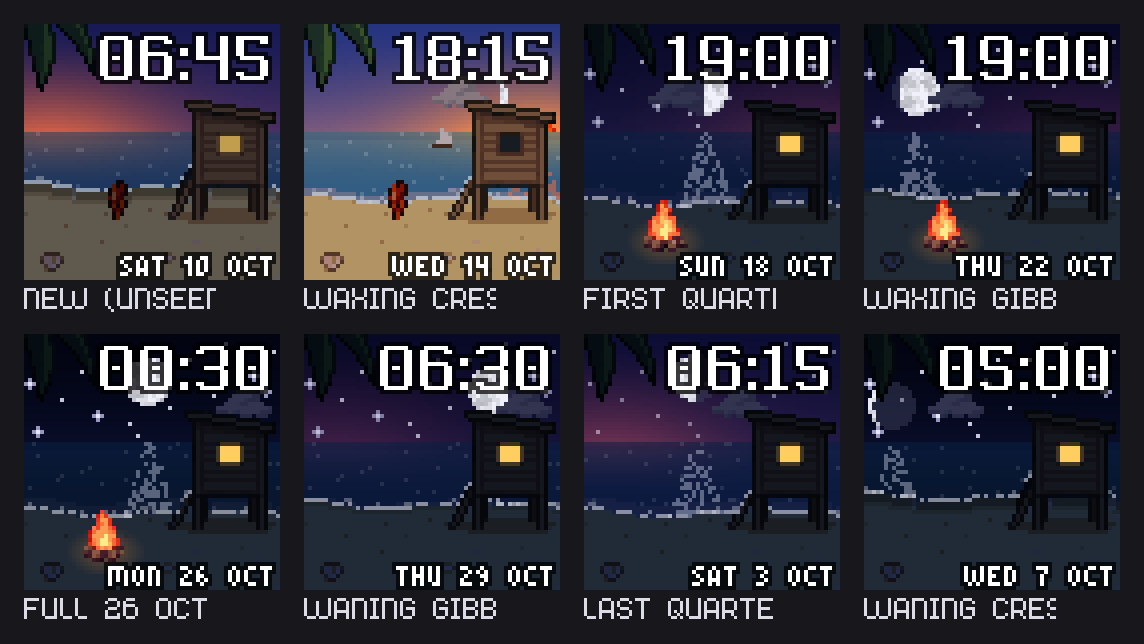 06:45
SAT 10 OCT
NEW (UNSEEN
18:15
WED 14 OCT
WAXING CRES
19:00
SUN 18 OCT
FIRST QUARTE
19:00
THU 22 OCT
WAXING GIBB
00:30
MON 26 OCT
FULL 26 OCT
06:30
THU 29 OCT
WANING GIBB
06:15
SAT 3 OCT
LAST QUARTE
05:00
WED 7 OCT
WANING CRES